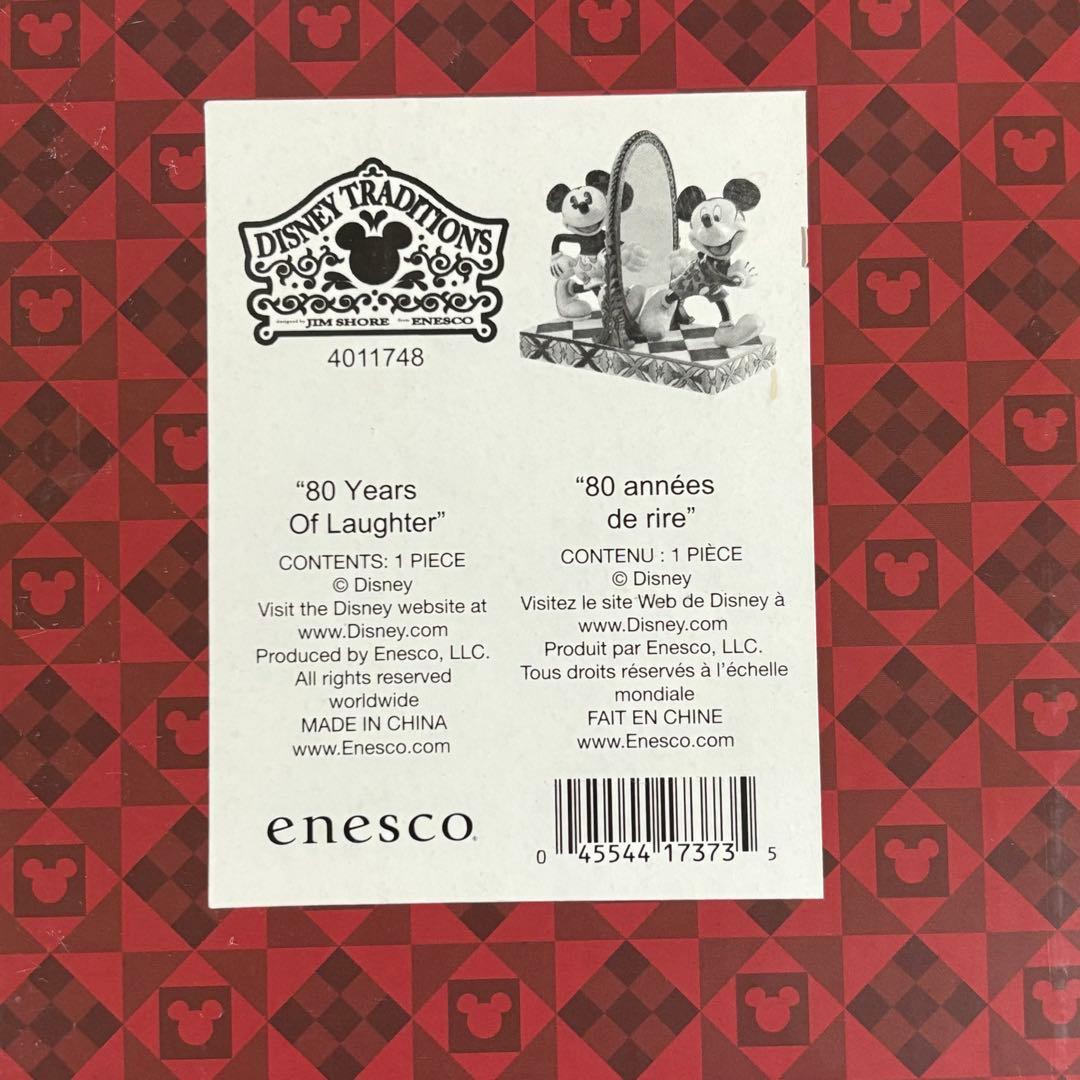 DISNEY TRADITIONS
designed by JIM SHORE from ENESCO
4011748
“80 Years
Of Laughter”
CONTENTS: 1 PIECE
© Disney
Visit the Disney website at
www.Disney.com
Produced by Enesco, LLC.
All rights reserved
worldwide
MADE IN CHINA
www.Enesco.com
enesco®
“80 années
de rire”
CONTENU : 1 PIÈCE
© Disney
Visitez le site Web de Disney à
www.Disney.com
Produit par Enesco, LLC.
Tous droits réservés à l’échelle
mondiale
FAIT EN CHINE
www.Enesco.com
0 45544 17373 5